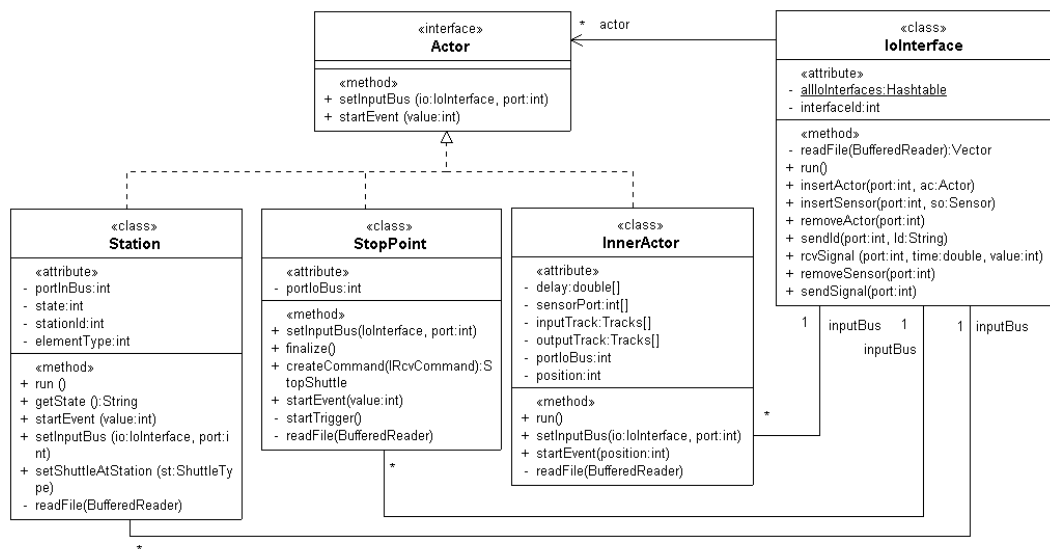 «interface»
Actor
«method»
+ setInputBus (io:IoInterface, port:int)
+ startEvent (value:int)
* actor
«class»
IoInterface
«attribute»
- allIoInterfaces:Hashtable
- interfaceId:int
«method»
- readFile(BufferedReader):Vector
+ run()
+ insertActor(port:int, ac:Actor)
+ insertSensor(port:int, so:Sensor)
+ removeActor(port:int)
+ sendId(port:int, Id:String)
+ rcvSignal (port:int, time:double, value:int)
+ removeSensor(port:int)
+ sendSignal(port:int)
«class»
Station
«attribute»
- portInBus:int
- state:int
- stationId:int
- elementType:int
«method»
+ run ()
+ getState ():String
+ startEvent (value:int)
+ setInputBus (io:IoInterface, port:i
nt)
+ setShuttleAtStation (st:ShuttleTy
pe)
- readFile(BufferedReader)
«class»
StopPoint
«attribute»
- portIoBus:int
«method»
+ setInputBus(IoInterface, port:int)
+ finalize()
+ createCommand(IRcvCommand):S
topShuttle
+ startEvent(value:int)
- startTrigger()
- readFile(BufferedReader)
«class»
InnerActor
«attribute»
- delay:double[]
- sensorPort:int[]
- inputTrack:Tracks[]
- outputTrack:Tracks[]
- portIoBus:int
- position:int
«method»
+ run()
+ setInputBus(io:IoInterface, port:int)
+ startEvent(position:int)
- readFile(BufferedReader)
1 inputBus
1
inputBus
1 inputBus
*
*
*